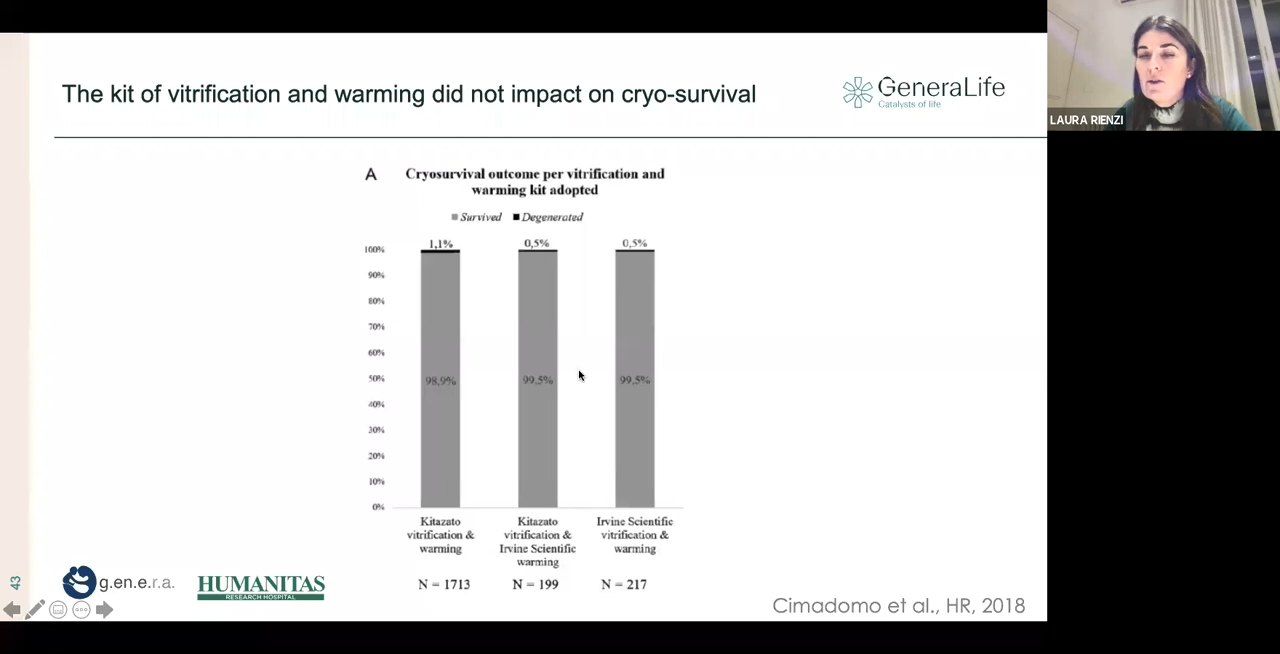 The kit of vitrification and warming did not impact on cryo-survival
GeneraLife
Catalysts of life
LAURA RIENZI
A
Cryosurvival outcome per vitrification and
warming kit adopted
Survived Degenerated
1,1% 0,5% 0,5%
100%
90%
80%
70%
60%
50%
40%
30%
20%
10%
0%
98,9% 99,5% 99,5%
Kitazato
vitrification &
warming
Kitazato
vitrification &
Irvine Scientific
warming
Irvine Scientific
vitrification &
warming
N = 1713 N = 199 N = 217
43
g.en.e.r.a.
HUMANITAS
RESEARCH HOSPITAL
Cimadomo et al., HR, 2018